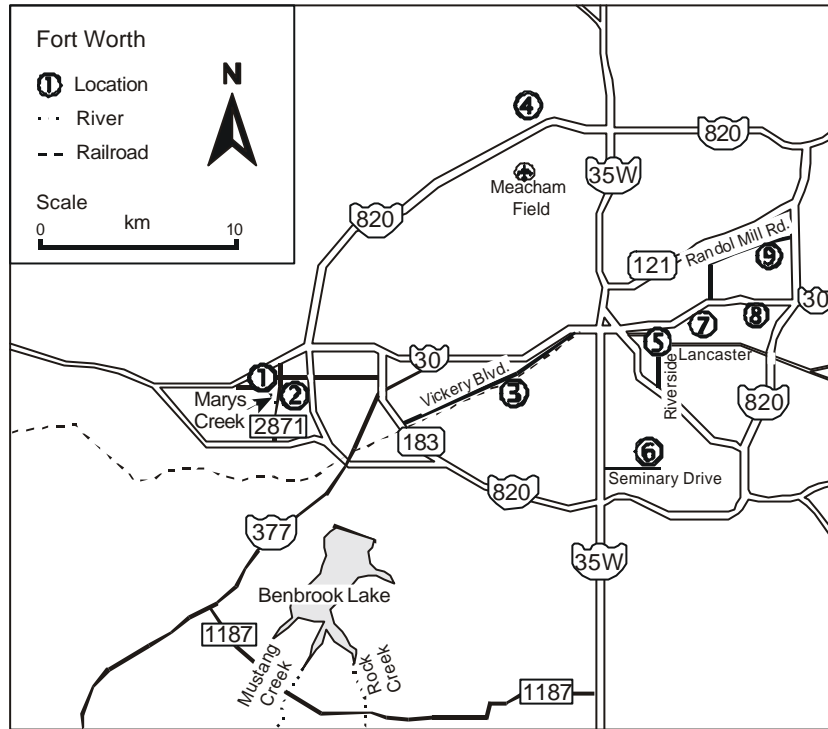 Fort Worth
1 Location
River
Railroad
N
Scale
km
0 10
4
820
35W
Meacham
Field
820
Randol Mill Rd.
121
9
30
7
8
5
Lancaster
30
Vickery Blvd.
3
1
2
Marys
Creek
2871
183
Riverside
820
6
Seminary Drive
820
377
35W
Benbrook Lake
1187
Mustang
Creek
Rock
Creek
1187